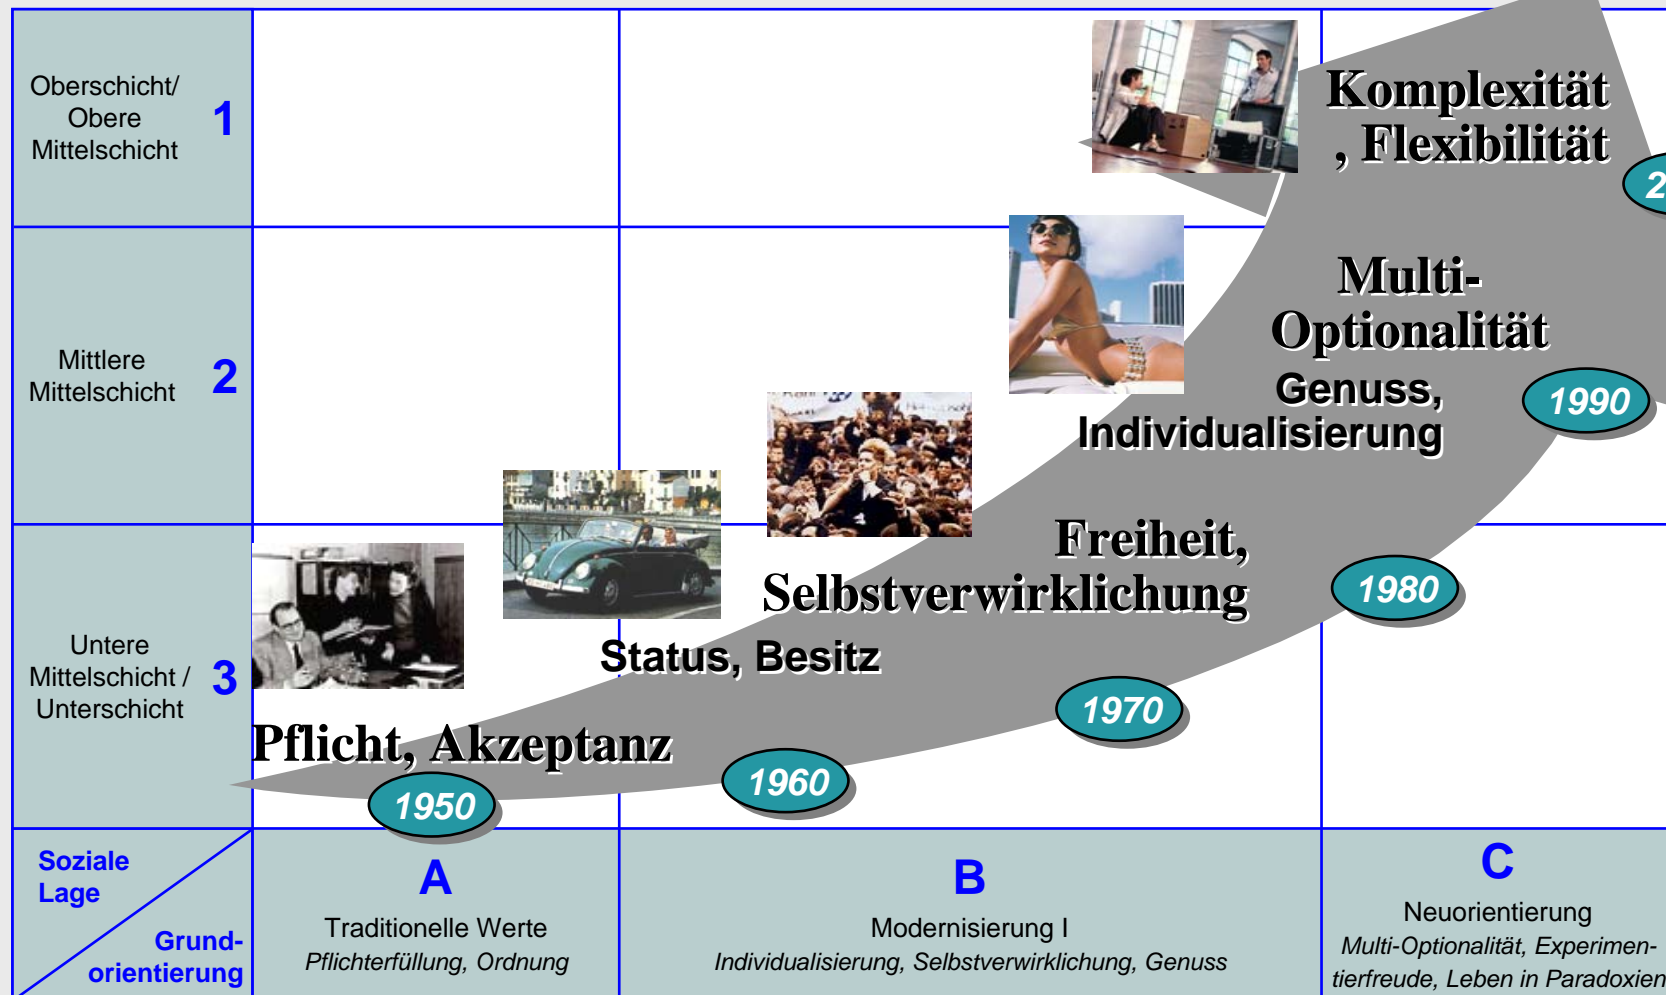 Oberschicht/
Obere
Mittelschicht
1
Komplexität
, Flexibilität
2
Multi-
Optionalität
Mittlere
Mittelschicht
2
Genuss,
Individualisierung
1990
Freiheit,
Selbstverwirklichung
1980
Untere
Mittelschicht /
Unterschicht
3
Status, Besitz
1970
Pflicht, Akzeptanz
1960
1950
Soziale
Lage
Grund-
orientierung
A
Traditionelle Werte
Pflichterfüllung, Ordnung
B
Modernisierung I
Individualisierung, Selbstverwirklichung, Genuss
C
Neuorientierung
Multi-Optionalität, Experimen-
tierfreude, Leben in Paradoxien